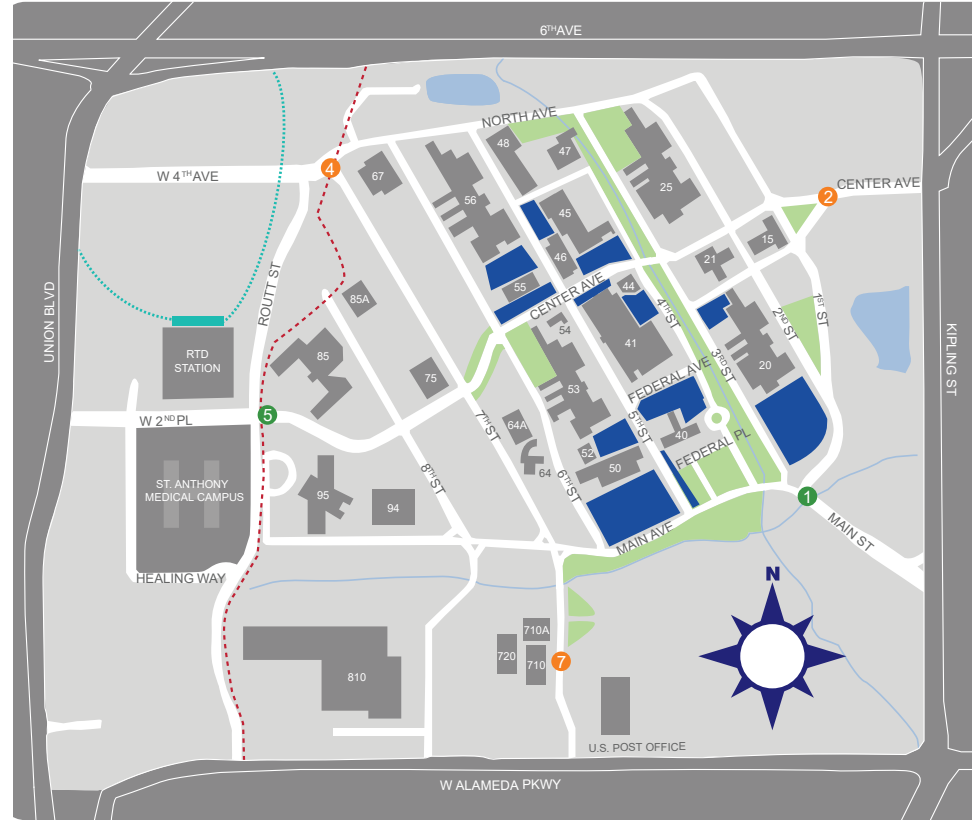 6TH AVE
NORTH AVE
48
47
25
4
67
W 4TH AVE
56
CENTER AVE
2
45
15
46
21
55
44
CENTER AVE
4TH ST
2ND ST
1ST ST
85A
ROUTT ST
UNION BLVD
KIPLING ST
54
41
RTD
STATION
85
3RD ST
20
75
53
FEDERAL AVE
W 2ND PL
5
7TH ST
64A
5TH ST
40
FEDERAL PL
52
50
64
6TH ST
8TH ST
ST. ANTHONY
MEDICAL CAMPUS
95
94
1
MAIN ST
MAIN AVE
HEALING WAY
N
710A
720
710
7
810
U.S. POST OFFICE
W ALAMEDA PKWY